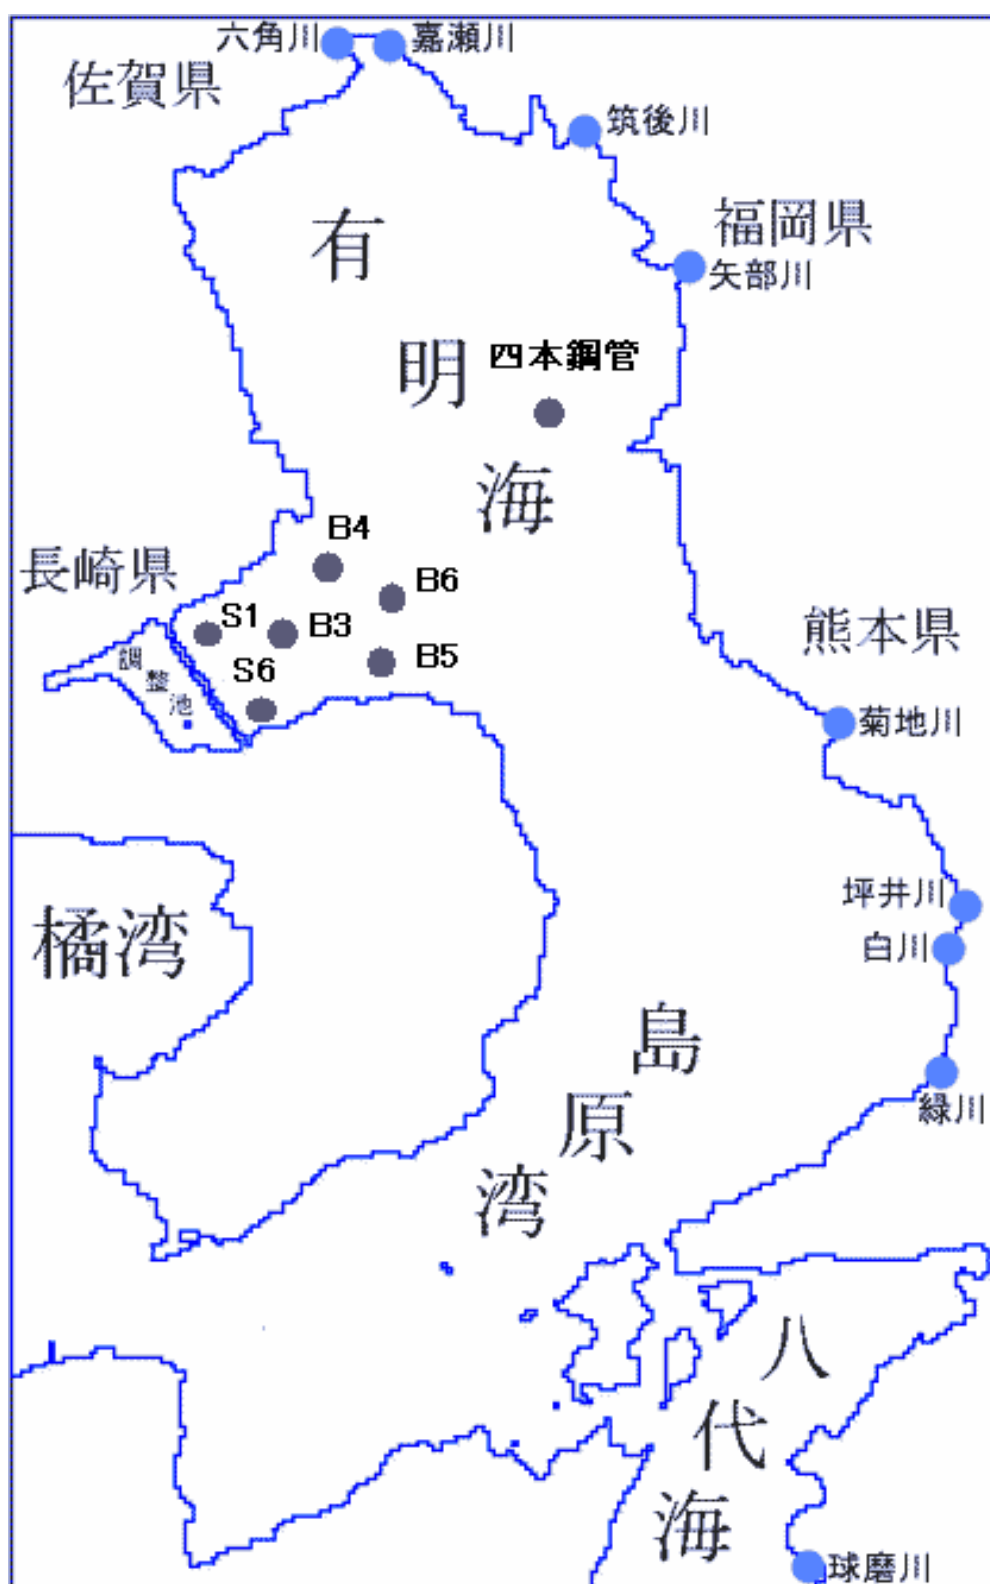 六角川
嘉瀬川
佐賀県
筑後川
福岡県
矢部川
有明海
四本鋼管
B4
B6
長崎県
S1
B3
B5
S6
調整池
熊本県
菊地川
坪井川
白川
橘湾
島原湾
緑川
八代海
球磨川